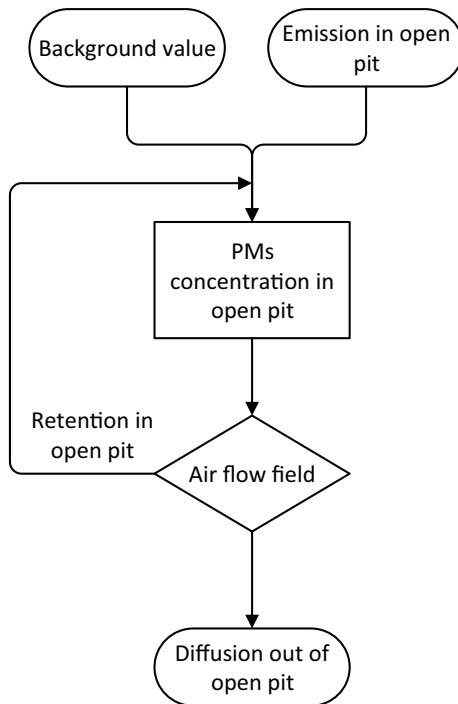 Background value
Emission in open
pit
PMs
concentration in
open pit
Retention in
open pit
Air flow field
Diffusion out of
open pit